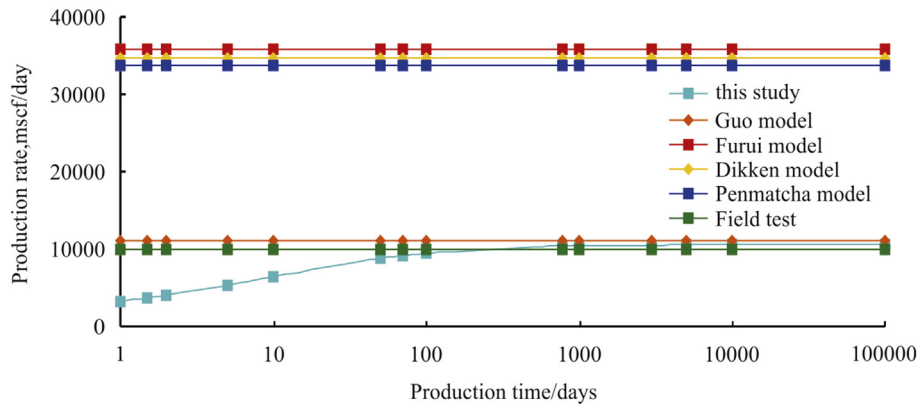 40000
30000
20000
10000
0
Production rate,mscf/day
this study
Guo model
Furui model
Dikken model
Penmatcha model
Field test
1 10 100 1000 10000 100000
Production time/days